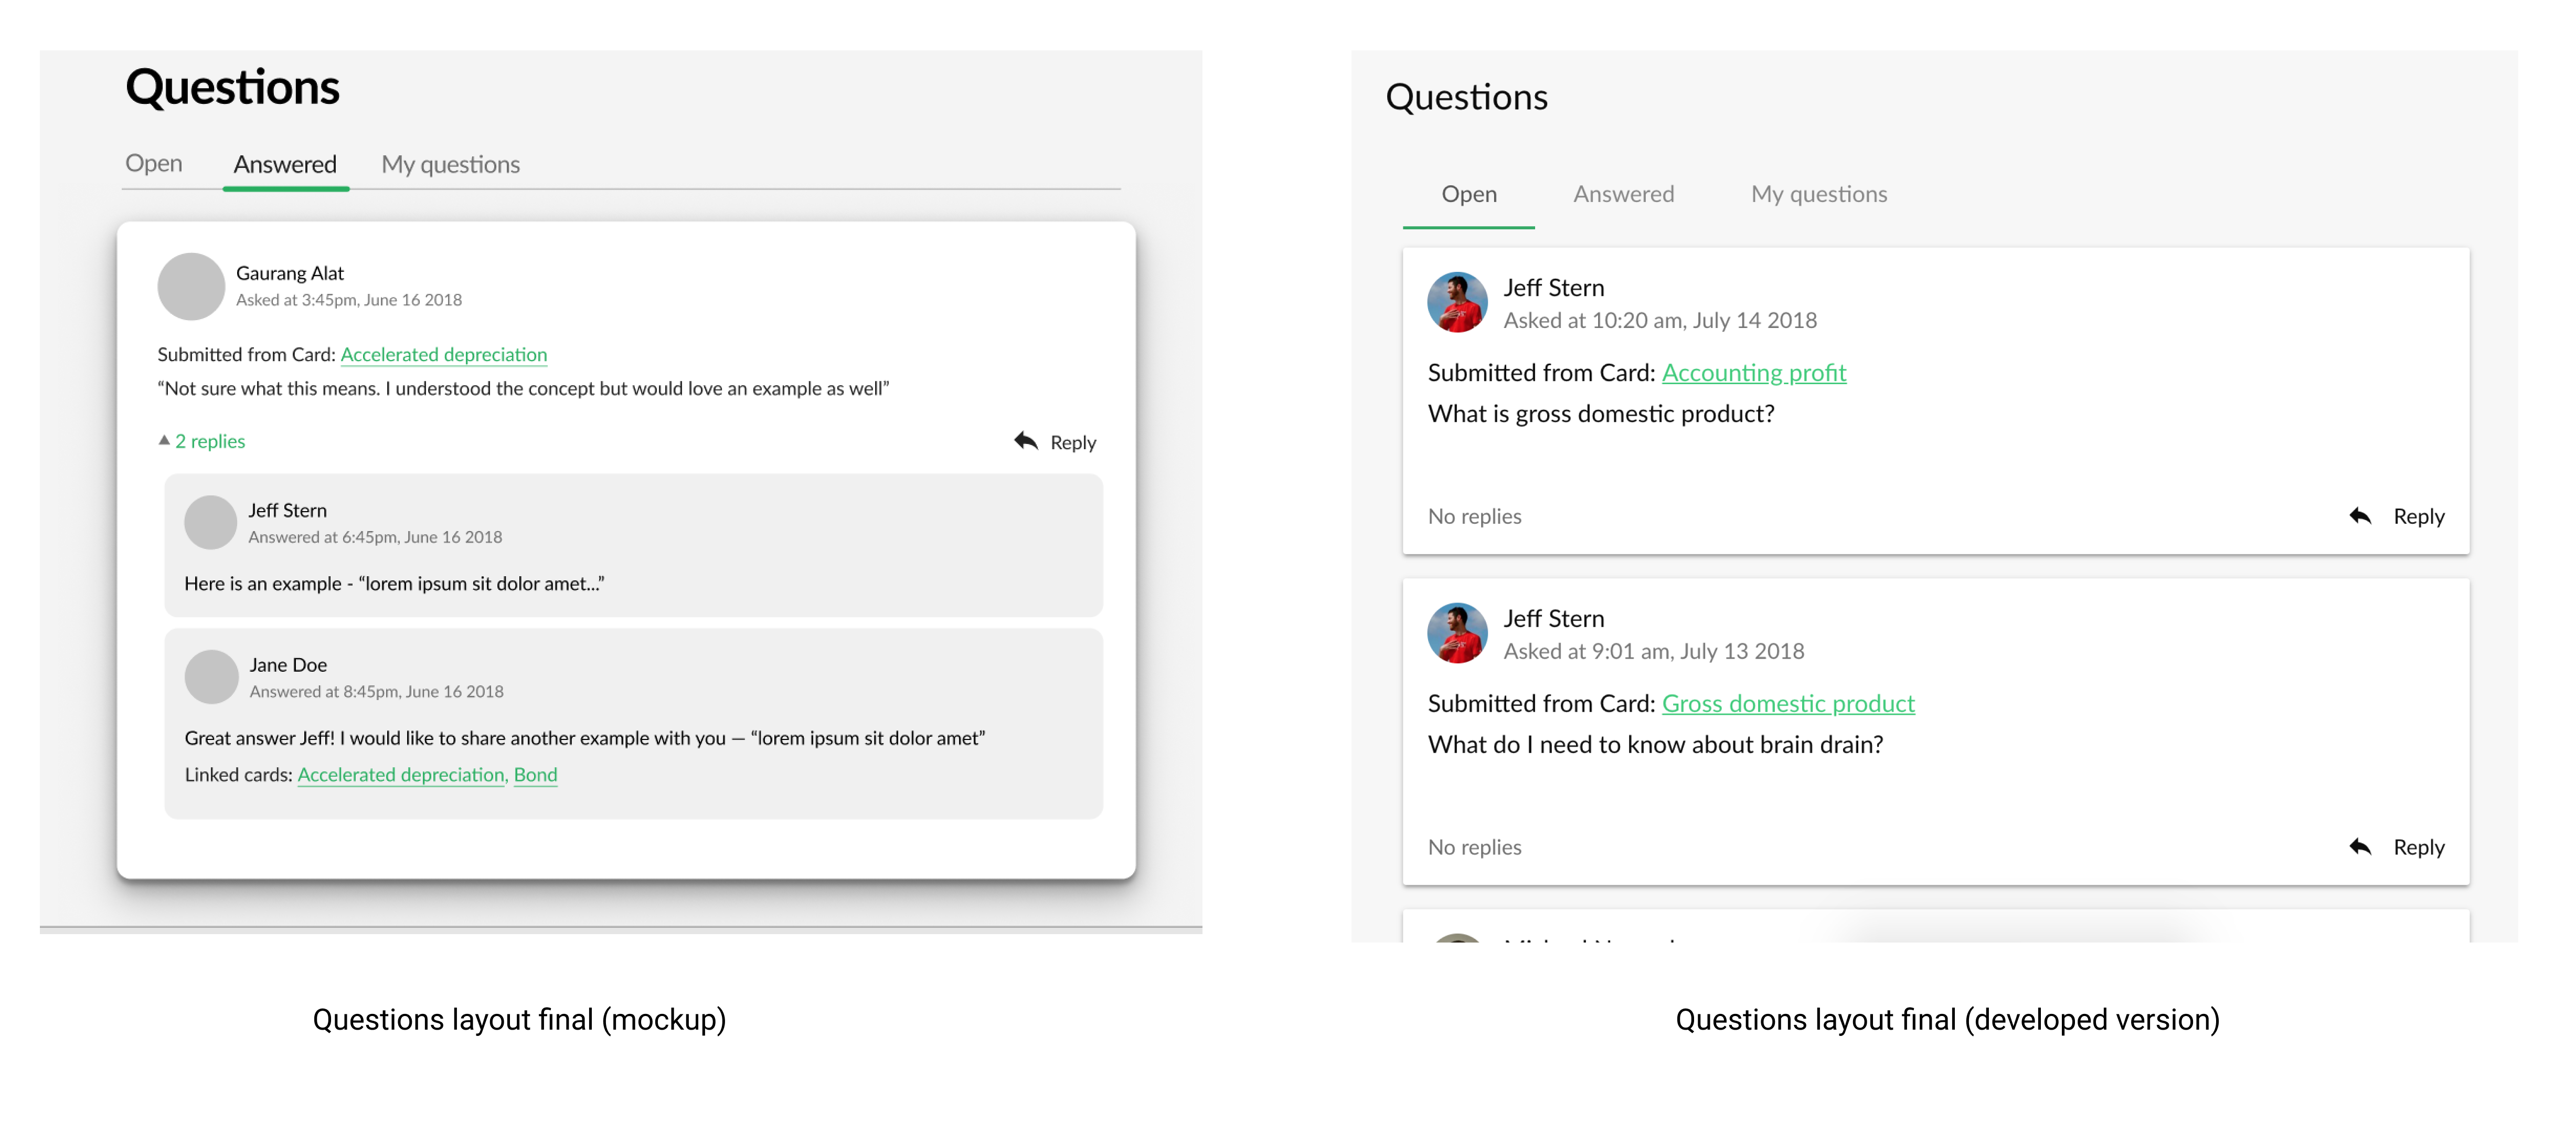 Questions
Open Answered My questions
Gaurang Alat
Asked at 3:45pm, June 16 2018
Submitted from Card: Accelerated depreciation
“Not sure what this means. I understood the concept but would love an example as well”
2 replies Reply
Jeff Stern
Answered at 6:45pm, June 16 2018
Here is an example - “lorem ipsum sit dolor amet...”
Jane Doe
Answered at 8:45pm, June 16 2018
Great answer Jeff! I would like to share another example with you — “lorem ipsum sit dolor amet”
Linked cards: Accelerated depreciation, Bond
Questions layout final (mockup)
Questions
Open Answered My questions
Jeff Stern
Asked at 10:20 am, July 14 2018
Submitted from Card: Accounting profit
What is gross domestic product?
No replies Reply
Jeff Stern
Asked at 9:01 am, July 13 2018
Submitted from Card: Gross domestic product
What do I need to know about brain drain?
No replies Reply
Questions layout final (developed version)